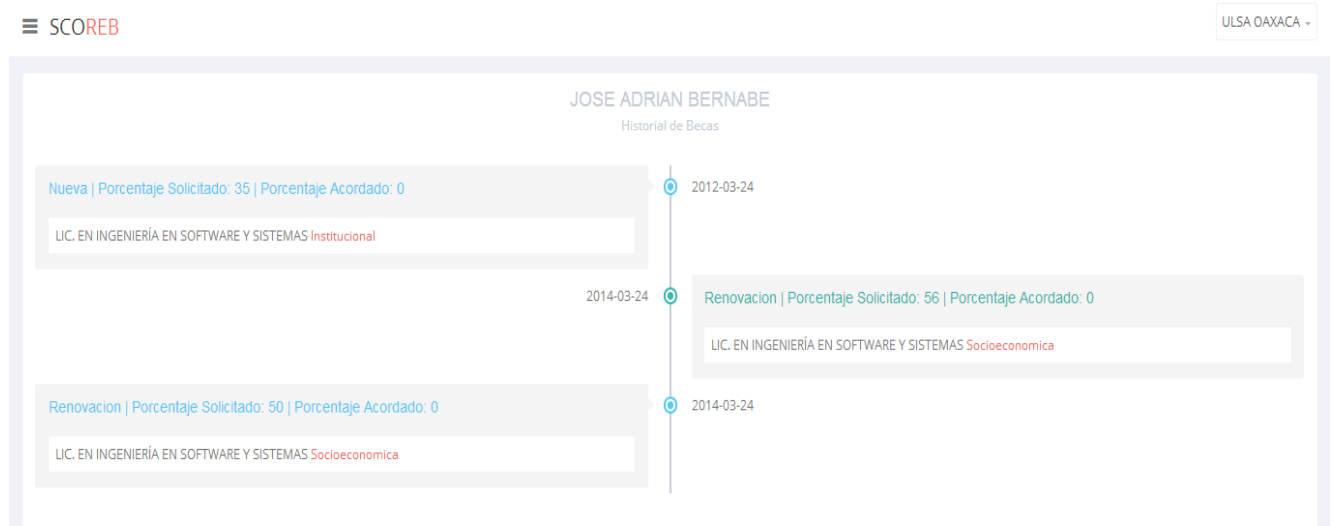 SCOREB
ULSA OAXACA
JOSE ADRIAN BERNABE
Historial de Becas
Nueva | Porcentaje Solicitado: 35 | Porcentaje Acordado: 0
2012-03-24
LIC. EN INGENIERÍA EN SOFTWARE Y SISTEMAS Institucional
2014-03-24
Renovacion | Porcentaje Solicitado: 56 | Porcentaje Acordado: 0
LIC. EN INGENIERÍA EN SOFTWARE Y SISTEMAS Socioeconomica
Renovacion | Porcentaje Solicitado: 50 | Porcentaje Acordado: 0
2014-03-24
LIC. EN INGENIERÍA EN SOFTWARE Y SISTEMAS Socioeconomica